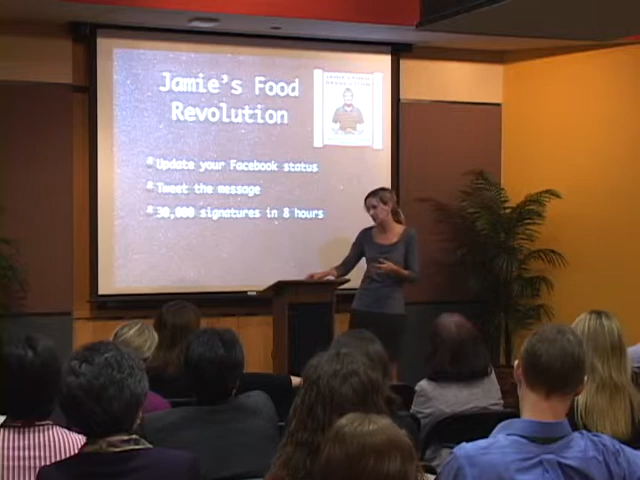 Jamie's Food
Revolution
Update your Facebook status
Tweet the message
30,000 signatures in 8 hours